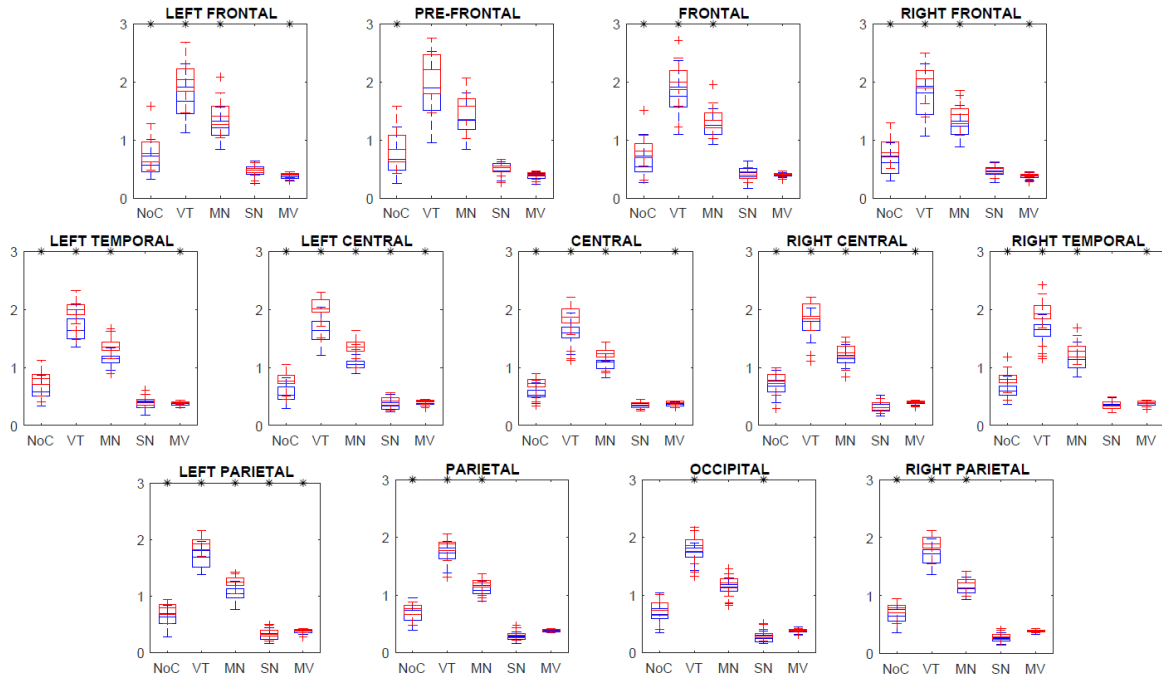 LEFT FRONTAL PRE-FRONTAL FRONTAL RIGHT FRONTAL
3 3 3 3
2 2 2 2
1 1 1 1
0 0 0 0
NoC VT MN SN MV NoC VT MN SN MV NoC VT MN SN MV NoC VT MN SN MV
LEFT TEMPORAL LEFT CENTRAL CENTRAL RIGHT CENTRAL RIGHT TEMPORAL
3 3 3 3 3
2 2 2 2 2
1 1 1 1 1
0 0 0 0 0
NoC VT MN SN MV NoC VT MN SN MV NoC VT MN SN MV NoC VT MN SN MV NoC VT MN SN MV
LEFT PARIETAL PARIETAL OCCIPITAL RIGHT PARIETAL
3 3 3 3
2 2 2 2
1 1 1 1
0 0 0 0
NoC VT MN SN MV NoC VT MN SN MV NoC VT MN SN MV NoC VT MN SN MV